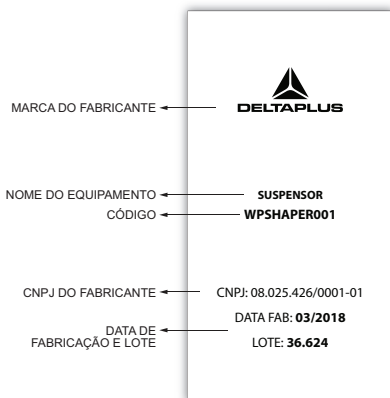 DELTAPLUS
MARCA DO FABRICANTE
NOME DO EQUIPAMENTO
SUSPENSOR
CÓDIGO
WPSHAPER001
CNPJ DO FABRICANTE
CNPJ: 08.025.426/0001-01
DATA DE
FABRICAÇÃO E LOTE
DATA FAB: 03/2018
LOTE: 36.624